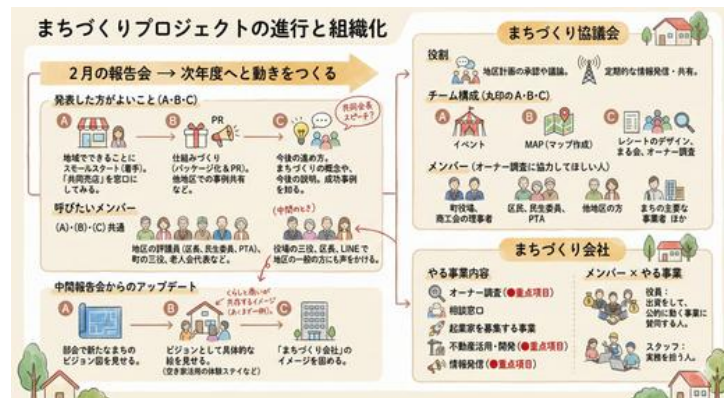 まちづくりプロジェクトの進行と組織化
2月の報告会 → 次年度へと動きをつくる
発表した方がよいこと(A・B・C)
共同会長
スピーチ?
A
地域でできることに
スモールスタート(着手)。
「共同売店」を窓口に
してみる。
B
PR
仕組みづくり
(パッケージ化&PR)。
他地区での事例共有
など。
C
今後の進め方。
まちづくりの概念や、
今後の説明。成功事例
を知る。
呼びたいメンバー
(A)・(B)・(C) 共通
地区の評議員(区長、民生委員、PTA)、
町の三役、老人会代表など。
(中間のとき)
役場の三役、区長、LINEで
地区の一般の方にも声をかける。
中間報告会からのアップデート
A
部会で新たなまちの
ビジョン図を見せる。
くらしと商いが
共存するイメージ
(あくまで一例)。
B
ビジョンとして具体的な
絵を見せる。
(空き家活用の体験ステイなど)
C
「まちづくり会社」の
イメージを固める。
まちづくり協議会
役割
地区計画の承認や議論。
定期的な情報発信・共有。
チーム構成(丸印のA・B・C)
A
イベント
B
MAP(マップ作成)
C
レシートのデザイン、
まる会、オーナー調査
メンバー(オーナー調査に協力してほしい人)
町役場、
商工会の理事者
区民、民生委員、
PTA
他地区の方
まちの主要な
事業者 ほか
まちづくり会社
やる事業内容
オーナー調査(●重点項目)
相談窓口
起業家を募集する事業
不動産活用・開発(●重点項目)
情報発信(●重点項目)
メンバー × やる事業
役員:
出資をして、
公的に動く事業に
賛同する人。
スタッフ:
実務を担う人。